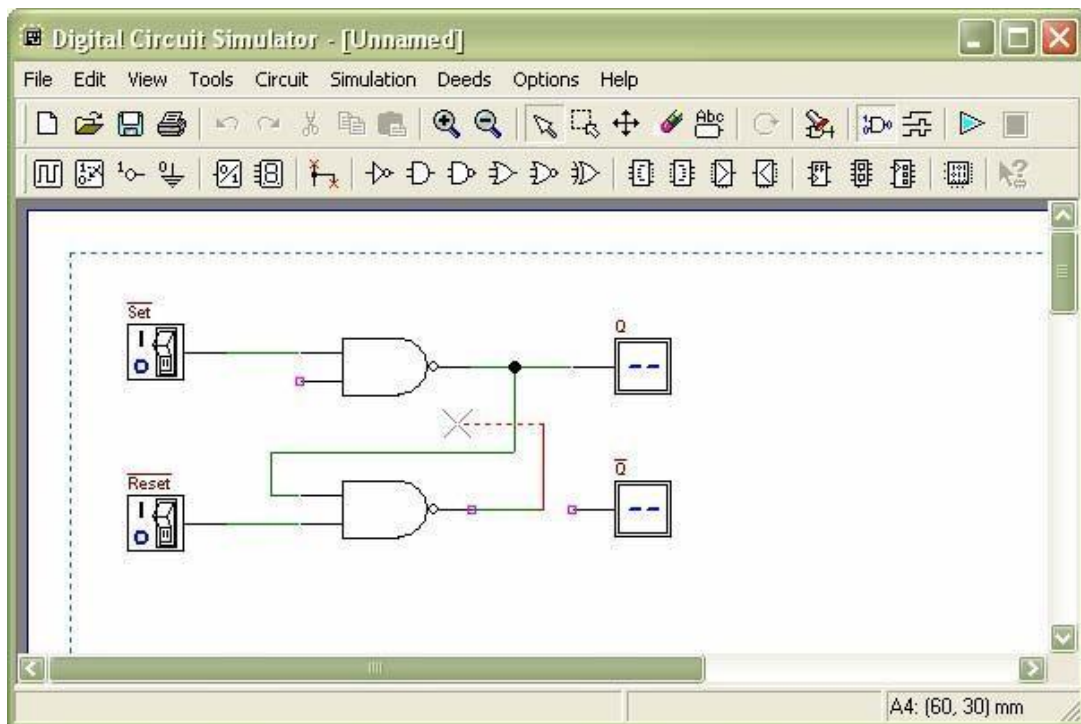 Digital Circuit Simulator - [Unnamed]
File Edit View Tools Circuit Simulation Deeds Options Help
Abc
Set
Q
Reset
Q
A4: (60, 30) mm